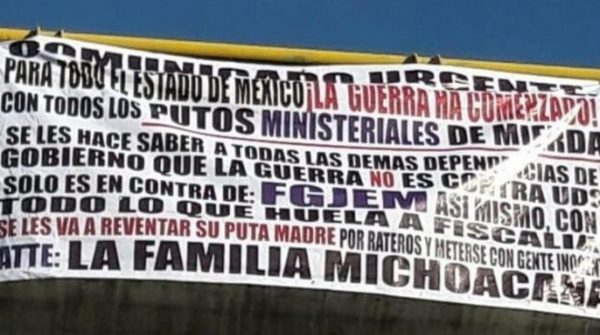 COMUNICADO URGENTE
PARA TODO EL ESTADO DE MEXICO ¡LA GUERRA HA COMENZADO!
CON TODOS LOS PUTOS MINISTERIALES DE MIERDA
SE LES HACE SABER A TODAS LAS DEMAS DEPENDENCIAS DE
GOBIERNO QUE LA GUERRA NO ES CONTRA UDS
SOLO ES EN CONTRA DE: FGJEM ASI MISMO, CON
TODO LO QUE HUELA A FISCALIA
SE LES VA A REVENTAR SU PUTA MADRE POR RATEROS Y METERSE CON GENTE
ATTE: LA FAMILIA MICHOACANA